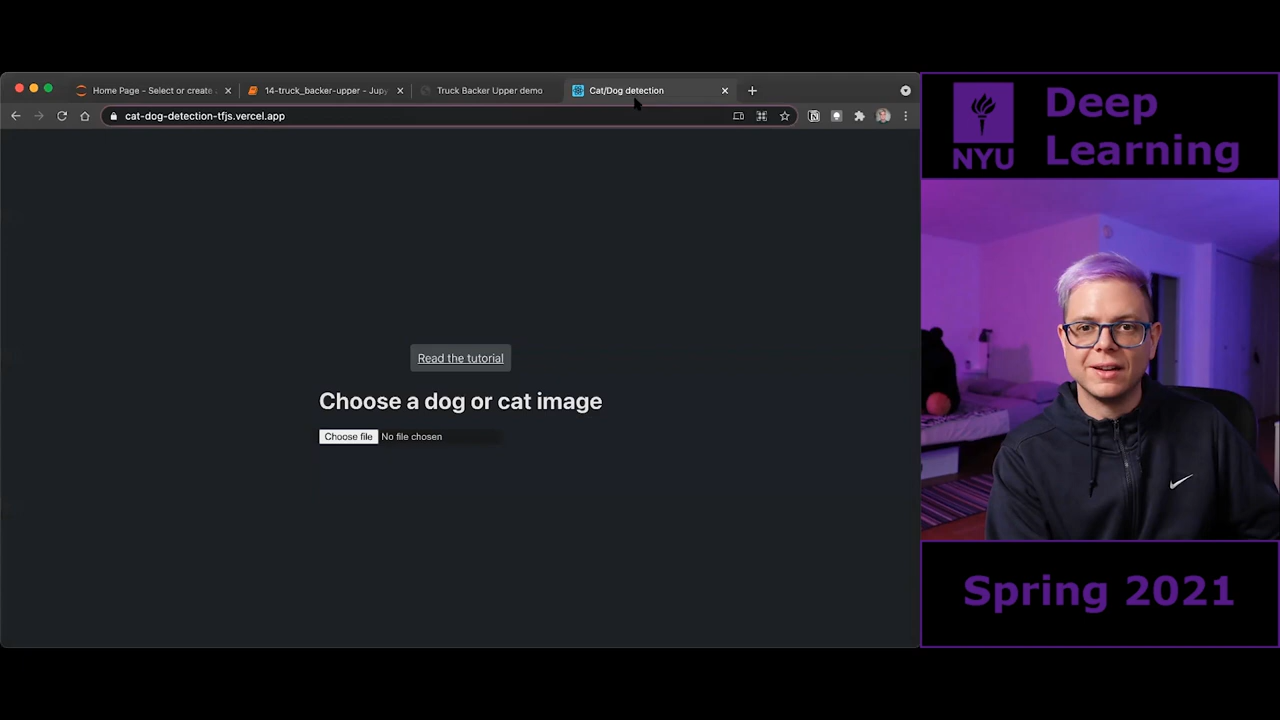 Home Page - Select or create
14-truck_backer-upper - Jupy
Truck Backer Upper demo
Cat/Dog detection
cat-dog-detection-tfjs.vercel.app
Read the tutorial
Choose a dog or cat image
Choose file No file chosen
NYU
Deep
Learning
Spring 2021